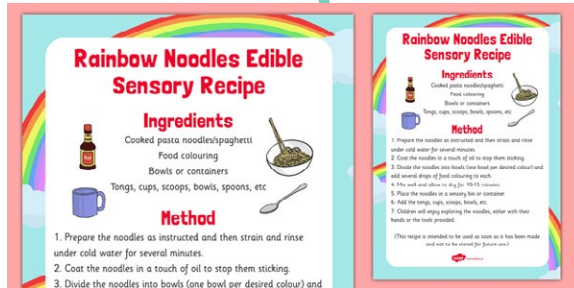 Rainbow Noodles Edible
Sensory Recipe
Ingredients
Cooked pasta noodles/spaghetti
Food colouring
Bowls or containers
Tongs, cups, scoops, bowls, spoons, etc
Method
1. Prepare the noodles as instructed and then strain and rinse
under cold water for several minutes.
2. Coat the noodles in a touch of oil to stop them sticking.
3. Divide the noodles into bowls (one bowl per desired colour) and
Rainbow Noodles Edible
Sensory Recipe
Ingredients
Cooked pasta noodles/spaghetti
Food colouring
Bowls or containers
Tongs, cups, scoops, bowls, spoons, etc
Method
1. Prepare the noodles as instructed and then strain and rinse
under cold water for several minutes.
2. Coat the noodles in a touch of oil to stop them sticking.
3. Divide the noodles into bowls (one bowl per desired colour) and
add several drops of food colouring to each.
4. Mix well and allow to dry for 10-15 minutes.
5. Place the noodles in a sensory bin or container.
6. Add the tongs, cups, scoops, bowls, etc.
7. Children will enjoy exploring the noodles, either with their
hands or the tools provided.
(This recipe is intended to be used as soon as it has been made
and not to be stored for future use.)